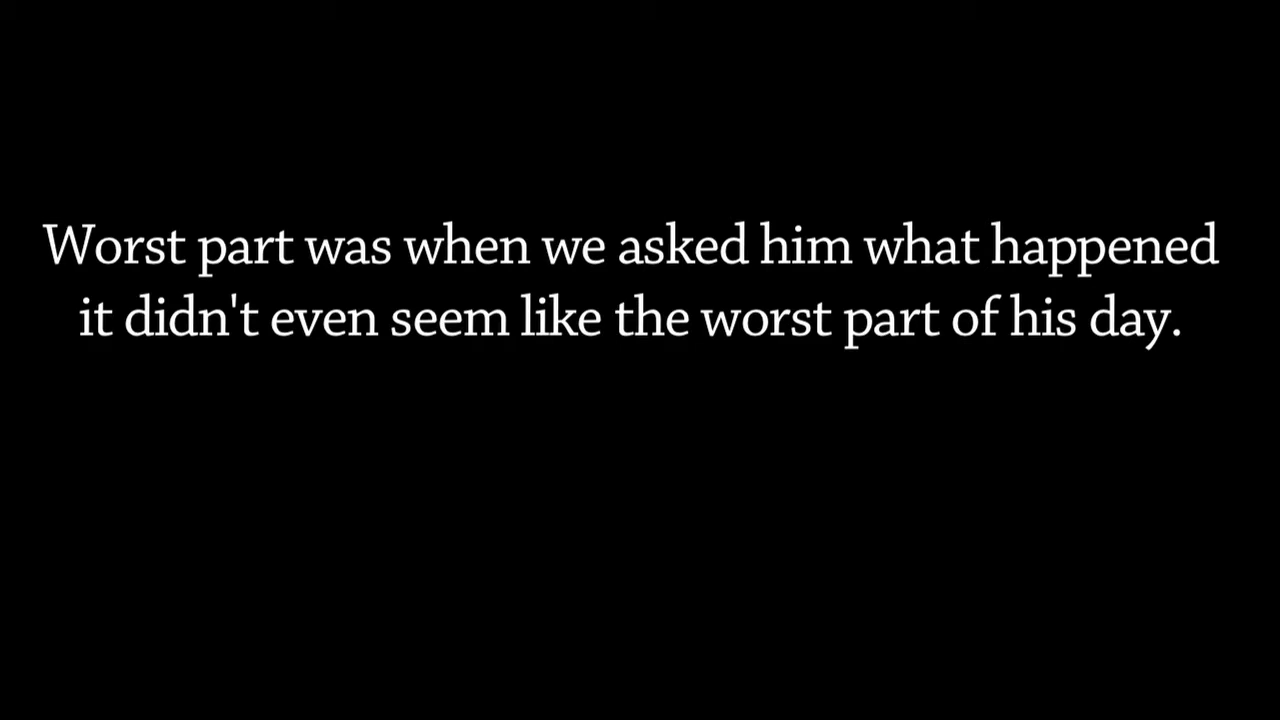 Worst part was when we asked him what happened
it didn't even seem like the worst part of his day.